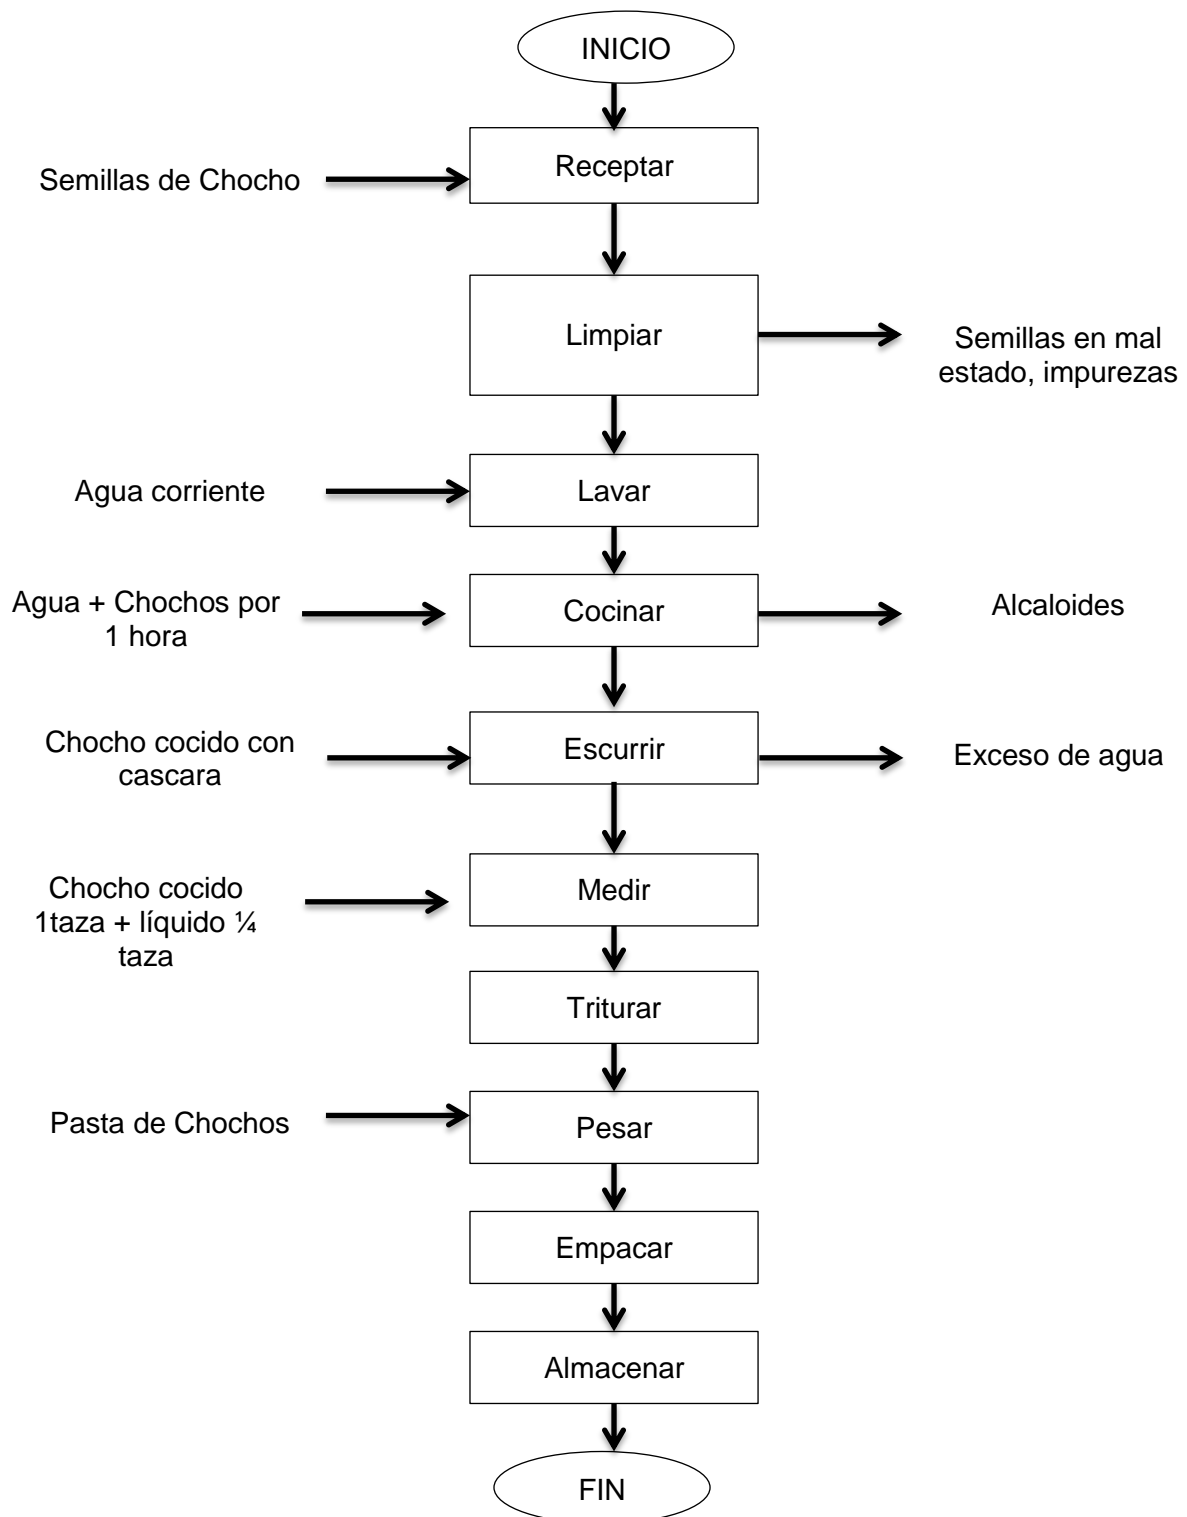 INICIO
Receptar
Semillas de Chocho
Limpiar
Semillas en mal
estado, impurezas
Agua corriente
Lavar
Agua + Chochos por
1 hora
Cocinar
Alcaloides
Chocho cocido con
cascara
Escurrir
Exceso de agua
Chocho cocido
1taza + líquido ¼
taza
Medir
Triturar
Pasta de Chochos
Pesar
Empacar
Almacenar
FIN